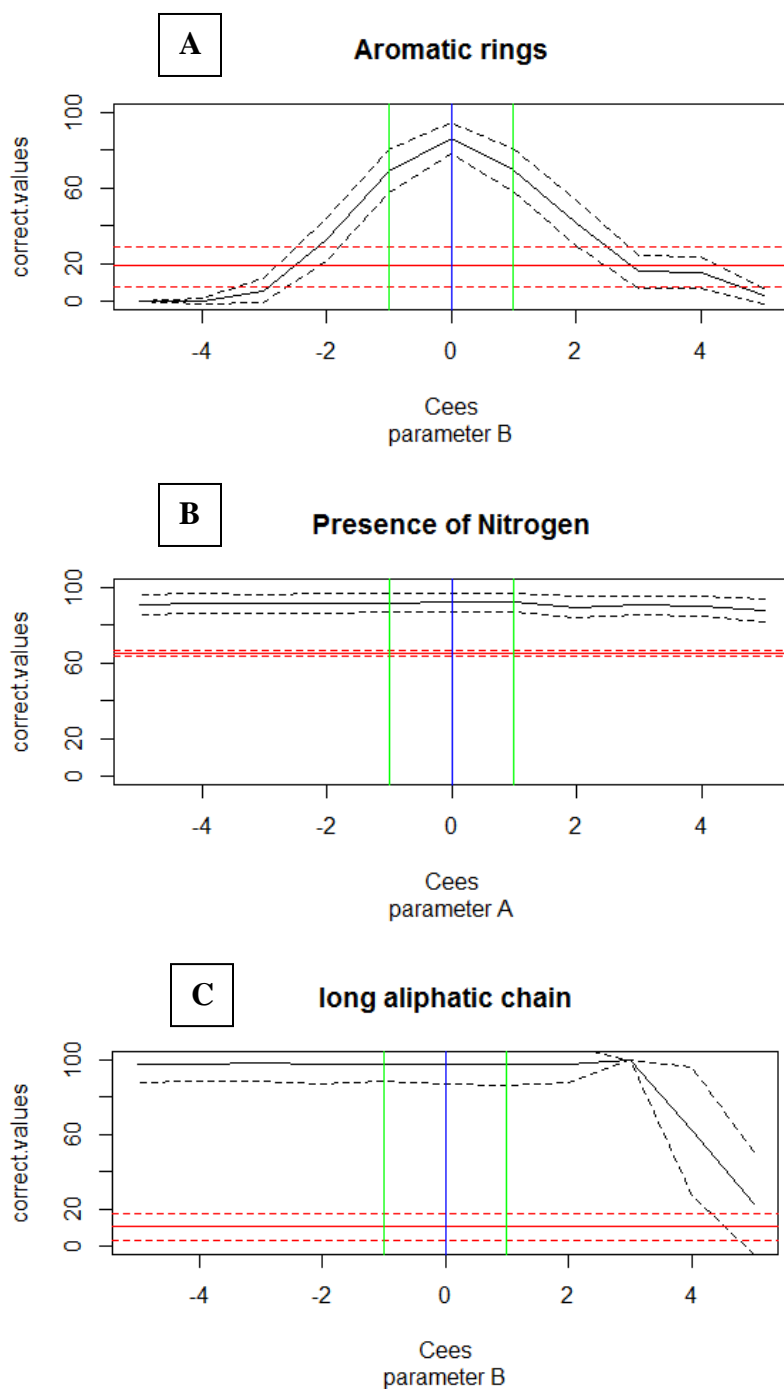 A
Aromatic rings
correct.values
100
60
20
0
-4 -2 0 2 4
Cees
parameter B
B
Presence of Nitrogen
correct.values
100
60
20
0
-4 -2 0 2 4
Cees
parameter A
C
long aliphatic chain
correct.values
100
60
20
0
-4 -2 0 2 4
Cees
parameter B